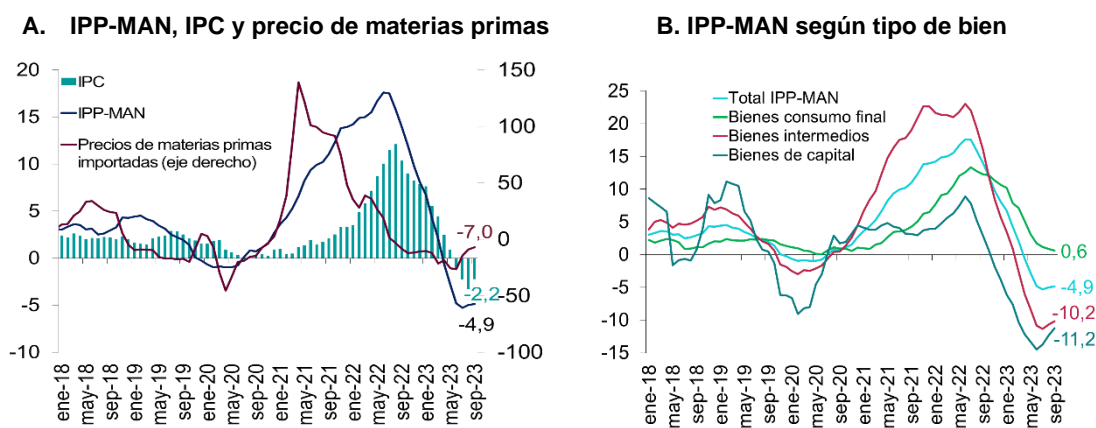 A. IPP-MAN, IPC y precio de materias primas
20
15
10
5
0
-5
-10
150
100
50
0
-50
-100
IPC
IPP-MAN
Precios de materias primas
importadas (eje derecho)
-7,0
-2,2
-4,9
ene-18
may-18
sep-18
ene-19
may-19
sep-19
ene-20
may-20
sep-20
ene-21
may-21
sep-21
ene-22
may-22
sep-22
ene-23
may-23
sep-23
B. IPP-MAN según tipo de bien
25
20
15
10
5
0
-5
-10
-15
Total IPP-MAN
Bienes consumo final
Bienes intermedios
Bienes de capital
0,6
-4,9
-10,2
-11,2
ene-18
may-18
sep-18
ene-19
may-19
sep-19
ene-20
may-20
sep-20
ene-21
may-21
sep-21
ene-22
may-22
sep-22
ene-23
may-23
sep-23